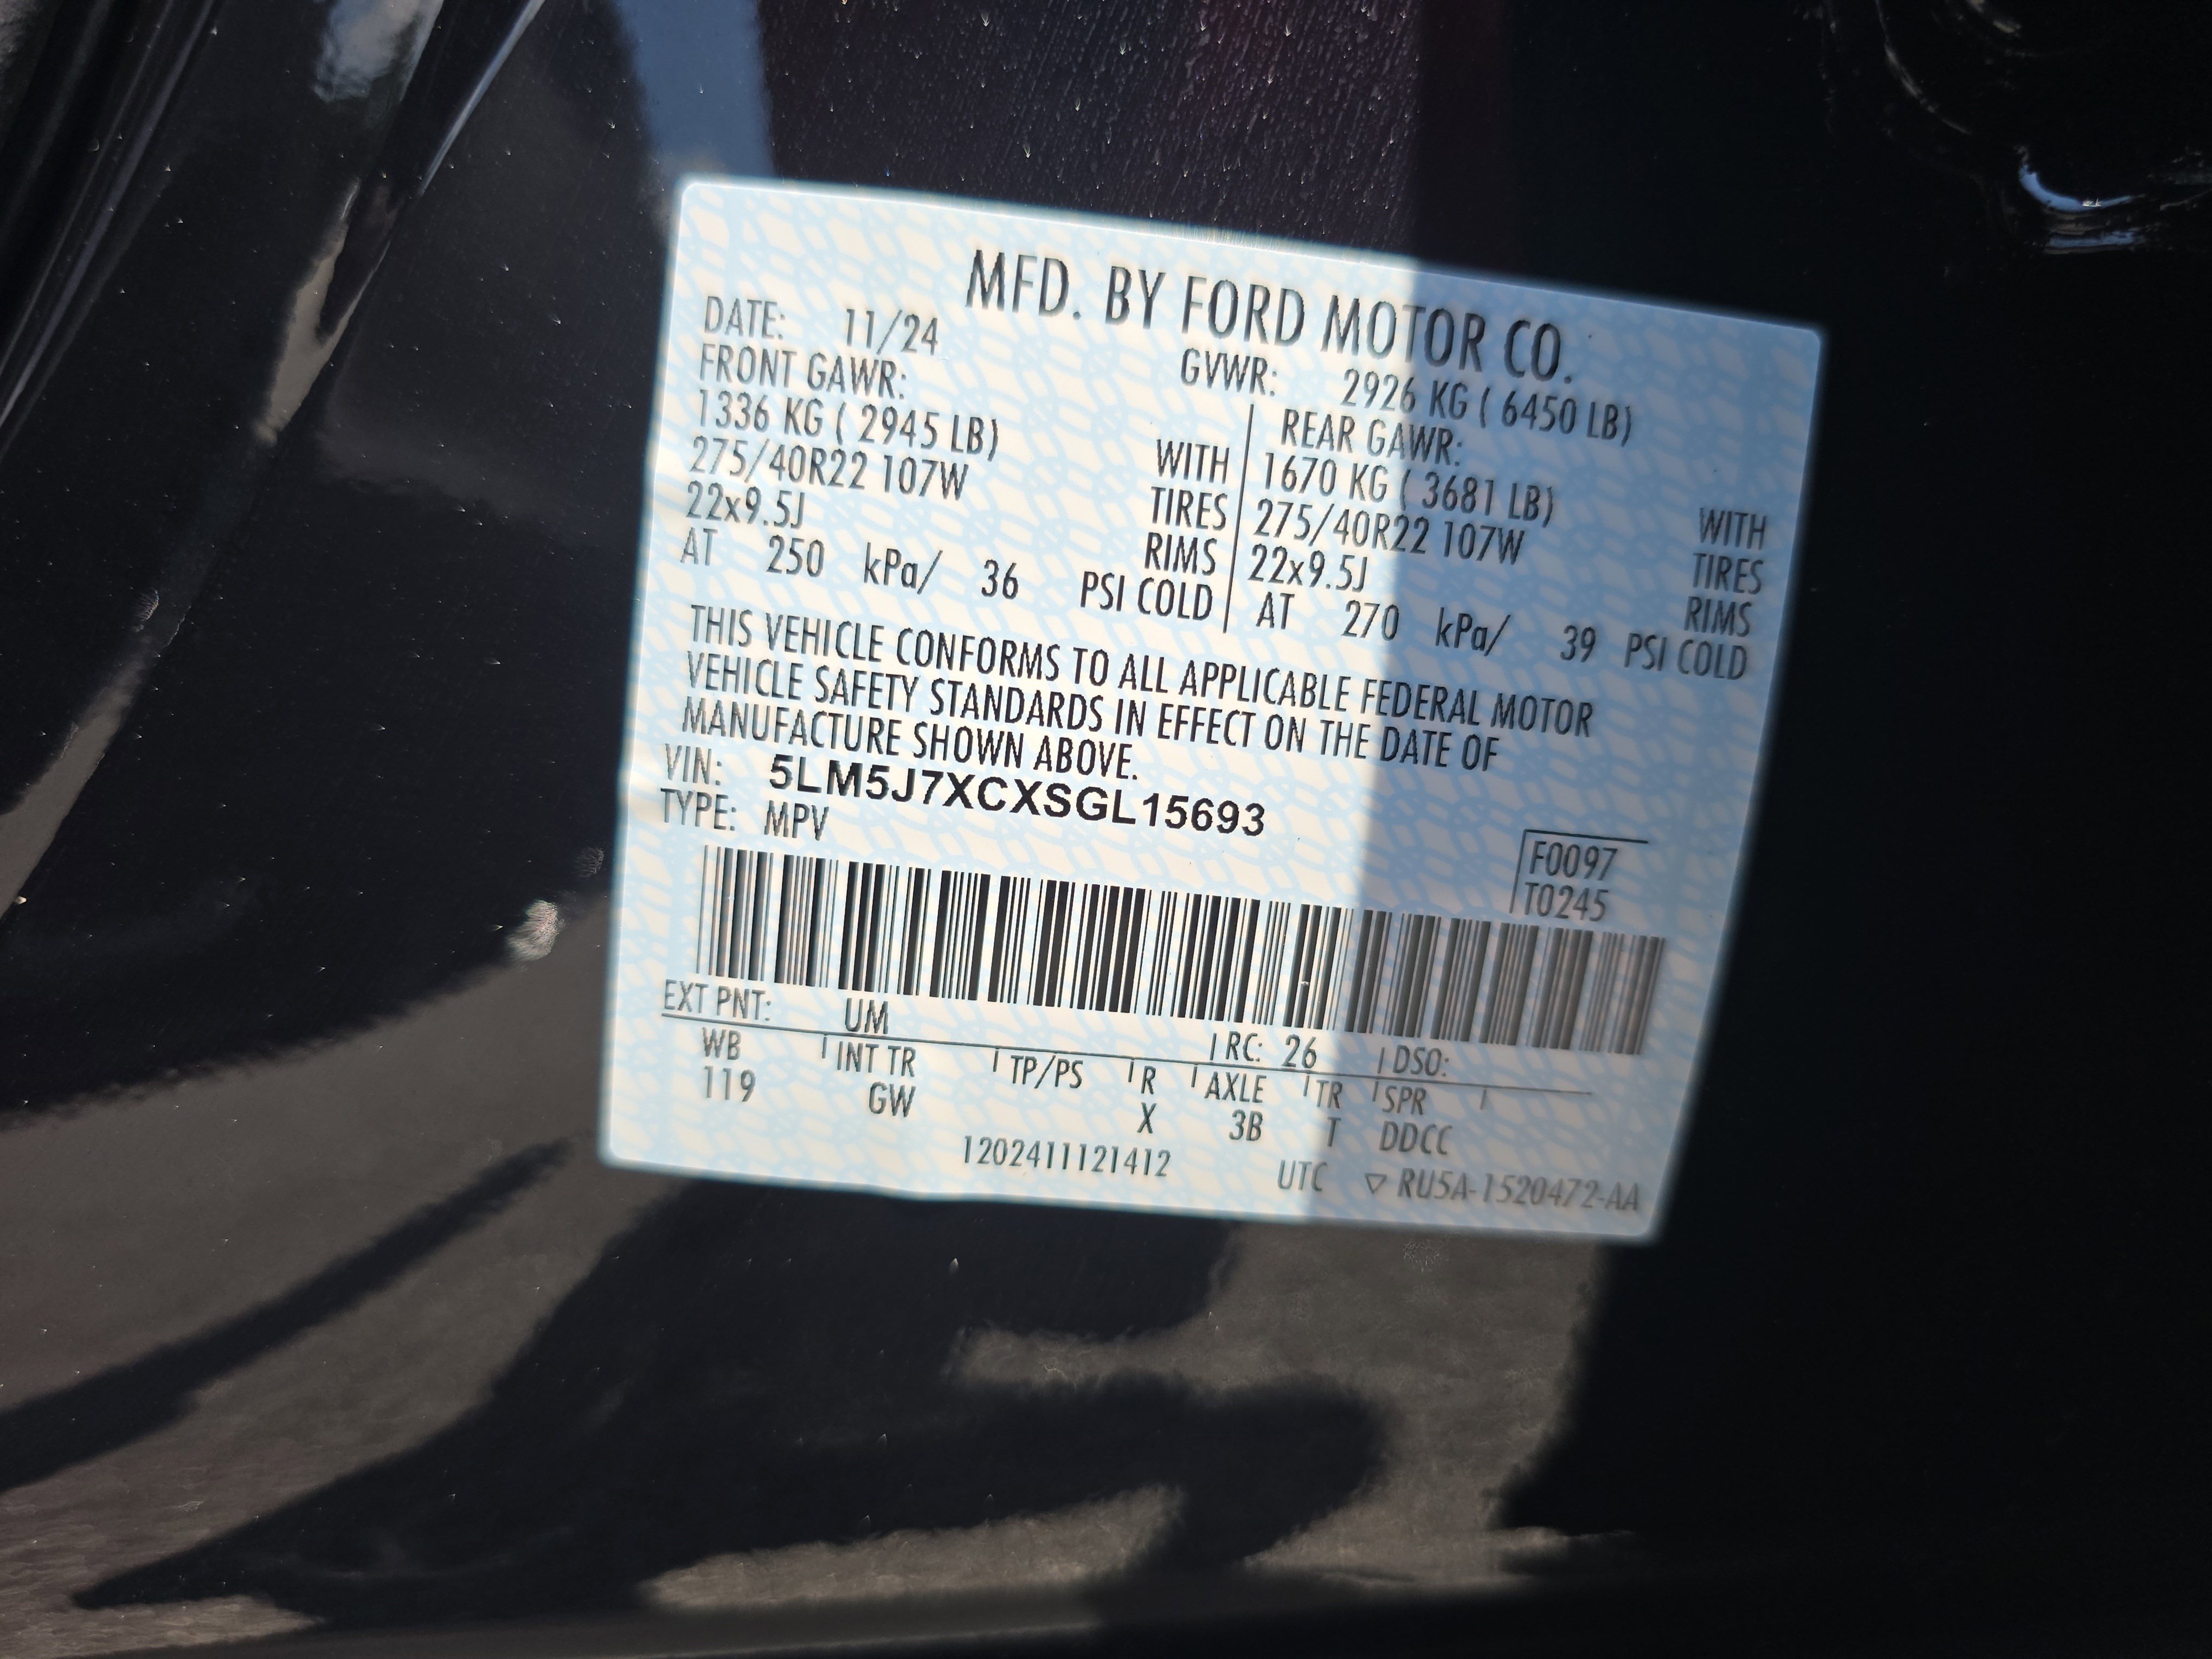 MFD. BY FORD MOTOR CO.
DATE: 11/24 GVWR: 2926 KG ( 6450 LB)
FRONT GAWR: REAR GAWR:
1336 KG ( 2945 LB) WITH 1670 KG ( 3681 LB) WITH
275/40R22 107W TIRES 275/40R22 107W TIRES
22x9.5J RIMS 22x9.5J RIMS
AT 250 kPa/ 36 PSI COLD AT 270 kPa/ 39 PSI COLD
THIS VEHICLE CONFORMS TO ALL APPLICABLE FEDERAL MOTOR
VEHICLE SAFETY STANDARDS IN EFFECT ON THE DATE OF
MANUFACTURE SHOWN ABOVE.
VIN: 5LM5J7XCXSGL15693
TYPE: MPV
F0097
T0245
EXT PNT: UM RC: 26 DSO:
WB INT TR TP/PS R AXLE TR SPR
119 GW X 3B T DDCC
1202411121412 UTC ▽ RU5A-1520472-AA